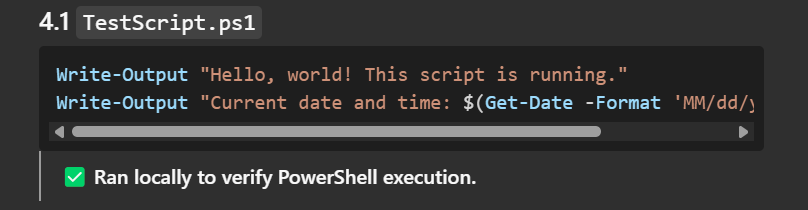 4.1 TestScript.ps1
Write-Output "Hello, world! This script is running."
Write-Output "Current date and time: $(Get-Date -Format 'MM/dd/y
Ran locally to verify PowerShell execution.